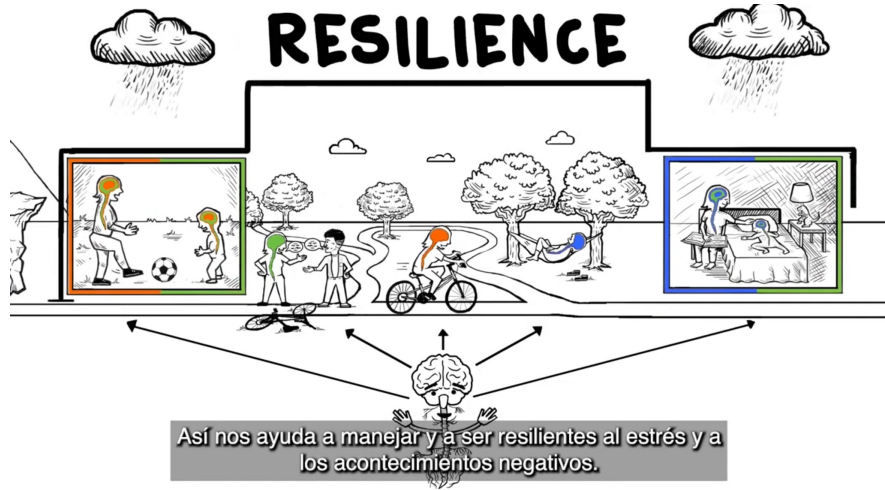 RESILIENCE
Así nos ayuda a manejar y a ser resilientes al estrés y a
los acontecimientos negativos.